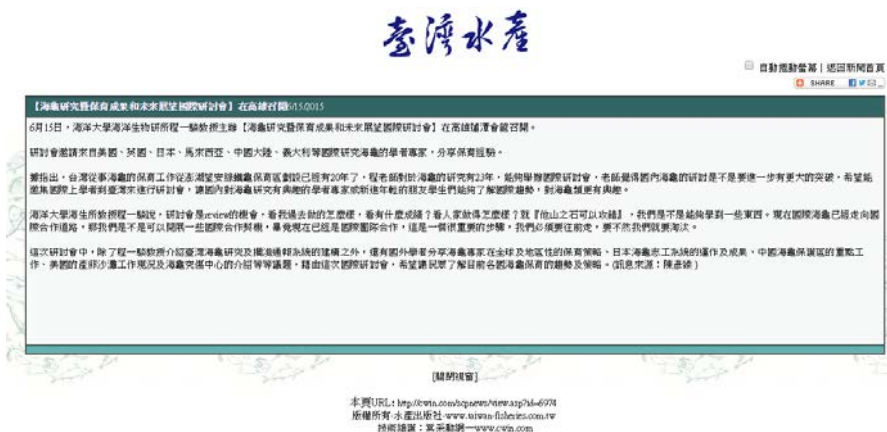 臺灣水產
自動捲動螢幕 | 返回新聞首頁
SHARE
【海龜研究暨保育成果和未來展望國際研討會】在高雄召開6/15/2015
6月15日,海洋大學海洋生物研所程一駿教授主辦【海龜研究暨保育成果和未來展望國際研討會】在高雄蓮潭會館召開。
研討會邀請來自美國、英國、日本、馬來西亞、中國大陸、義大利等國際研究海龜的學者專家,分享保育經驗。
據指出,台灣從事海龜的保育工作從澎湖望安綠蠵龜保育區劃設已經有20年了,程老師對於海龜的研究有23年,能夠舉辦國際研討會,老師覺得國內海龜的研討是不是要進一步有更大的突破,希望能
邀集國際上學者到臺灣來進行研討會,讓國內對海龜研究有興趣的學者專家或新進年輕的朋友學生們能夠了解國際趨勢,對海龜類更有興趣。
海洋大學海生所教授程一駿說,研討會是review的機會,看我過去做的怎麼樣,看有什麼成績?看人家做得怎麼樣?就『他山之石可以攻錯』,我們是不是能夠學到一些東西。現在國際海龜已經走向國
際合作道路,那我們是不是可以開展一些國際合作契機,畢竟現在已經是國際團隊合作,這是一個很重要的步驟,我們必須要往前走,要不然我們就要淘汰。
這次研討會中,除了程一駿教授介紹臺灣海龜研究及擱淺通報系統的建構之外,還有國外學者分享海龜專家在全球及地區性的保育策略、日本海龜志工系統的運作及成果、中國海龜保護區的重點工
作、美國的產卵沙灘工作現況及海龜救傷中心的介紹等等議題,藉由這次國際研討會,希望讓民眾了解目前各國海龜保育的趨勢及策略。(訊息來源:陳彥臻)
[關閉視窗]
本頁URL: http://cwin.com/scpnews/view.asp?id=6974
版權所有‧水產出版社‧www.taiwan-fisheries.com.tw
技術維護:氣采動網—www.cwin.com